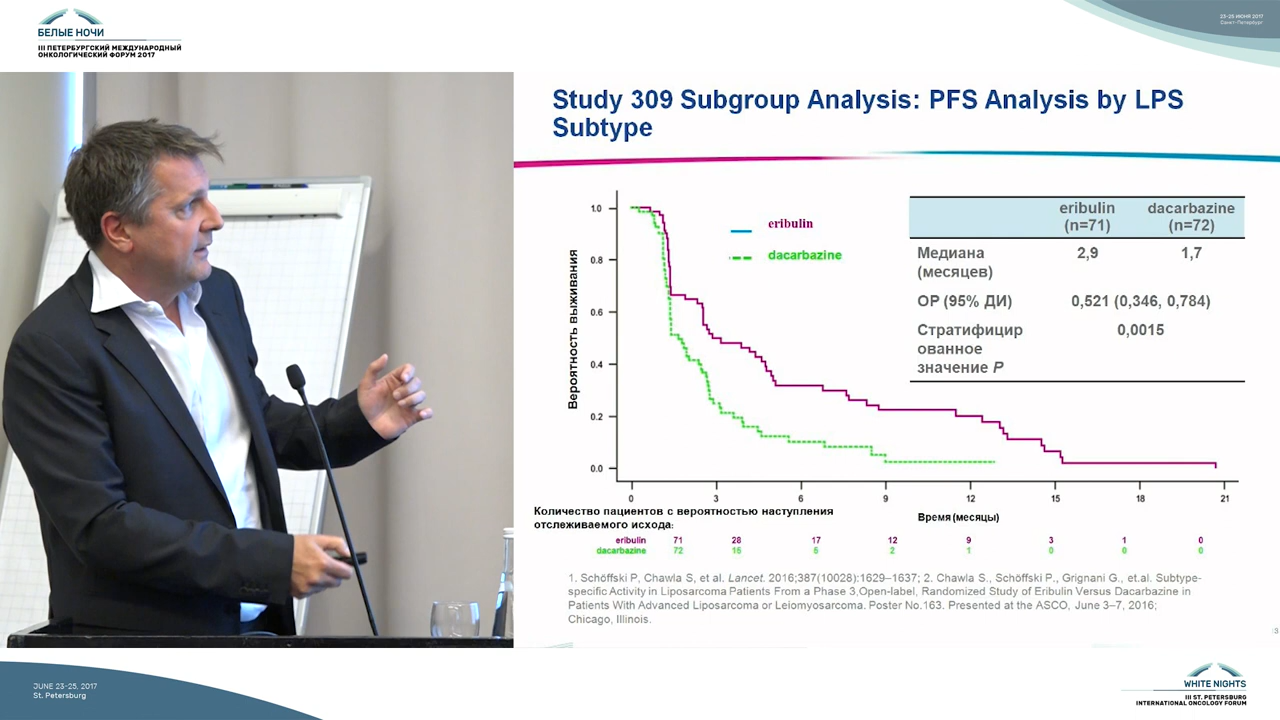 БЕЛЫЕ НОЧИ
III ПЕТЕРБУРГСКИЙ МЕЖДУНАРОДНЫЙ
ОНКОЛОГИЧЕСКИЙ ФОРУМ 2017
23-25 ИЮНЯ 2017
Санкт-Петербург
Study 309 Subgroup Analysis: PFS Analysis by LPS
Subtype
Вероятность выживания
1.0
0.8
0.6
0.4
0.2
0.0
eribulin
dacarbazine
0 3 6 9 12 15 18 21
Время (месяцы)
eribulin dacarbazine
(n=71) (n=72)
Медиана 2,9 1,7
(месяцев)
ОР (95% ДИ) 0,521 (0,346, 0,784)
Стратифицир 0,0015
ованное
значение P
Количество пациентов с вероятностью наступления
отслеживаемого исхода:
eribulin 71 28 17 12 9 3 1 0
dacarbazine 72 15 6 2 1 0 0 0
1. Schöffski P, Chawla S, et al. Lancet. 2016;387(10028):1629–1637; 2. Chawla S., Schöffski P., Grignani G., et.al. Subtype-
specific Activity in Liposarcoma Patients From a Phase 3,Open-label, Randomized Study of Eribulin Versus Dacarbazine in
Patients With Advanced Liposarcoma or Leiomyosarcoma. Poster No.163. Presented at the ASCO, June 3–7, 2016;
Chicago, Illinois.
3
JUNE 23-25, 2017
St. Petersburg
WHITE NIGHTS
III ST. PETERSBURG
INTERNATIONAL ONCOLOGY FORUM